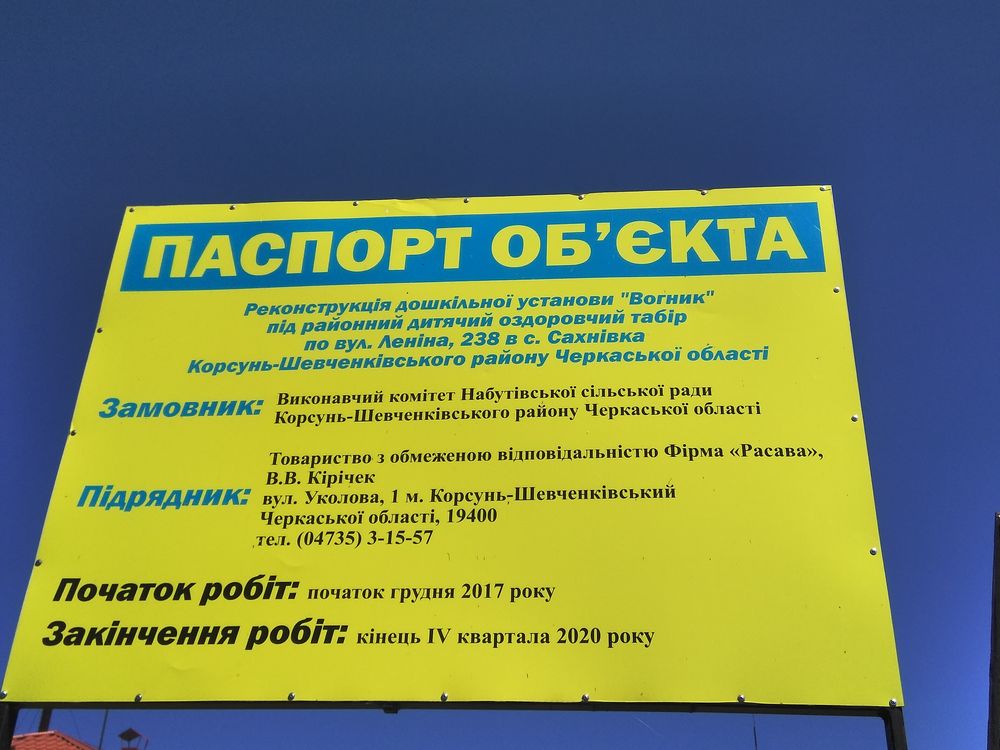 ПАСПОРТ ОБ’ЄКТА
Реконструкція дошкільної установи "Вогник"
під районний дитячий оздоровчий табір
по вул. Леніна, 238 в с. Сахнівка
Корсунь-Шевченківського району Черкаської області
Замовник: Виконавчий комітет Набутівської сільської ради
Корсунь-Шевченківського району Черкаської області
Підрядник: Товариство з обмеженою відповідальністю Фірма «Расава»,
В.В. Кірічек
вул. Уколова, 1 м. Корсунь-Шевченківський
Черкаської області, 19400
тел. (04735) 3-15-57
Початок робіт: початок грудня 2017 року
Закінчення робіт: кінець IV квартала 2020 року